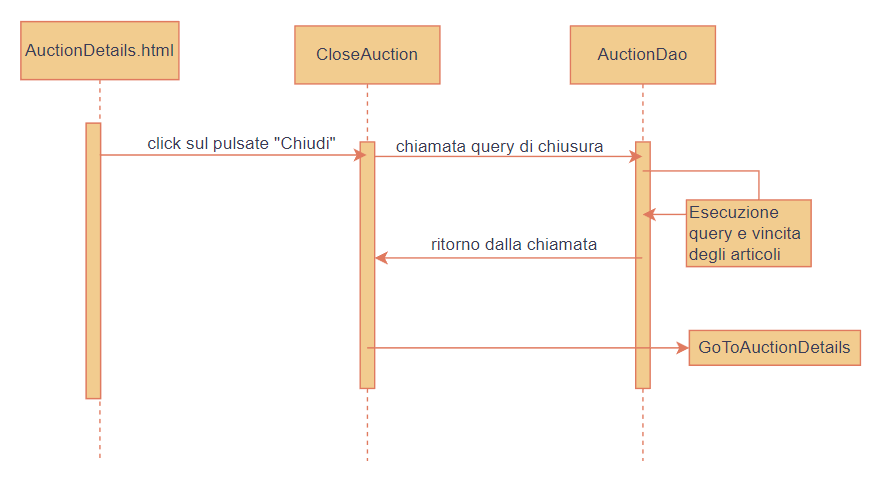 AuctionDetails.html
CloseAuction
AuctionDao
click sul pulsate "Chiudi"
chiamata query di chiusura
Esecuzione
query e vincita
degli articoli
ritorno dalla chiamata
GoToAuctionDetails